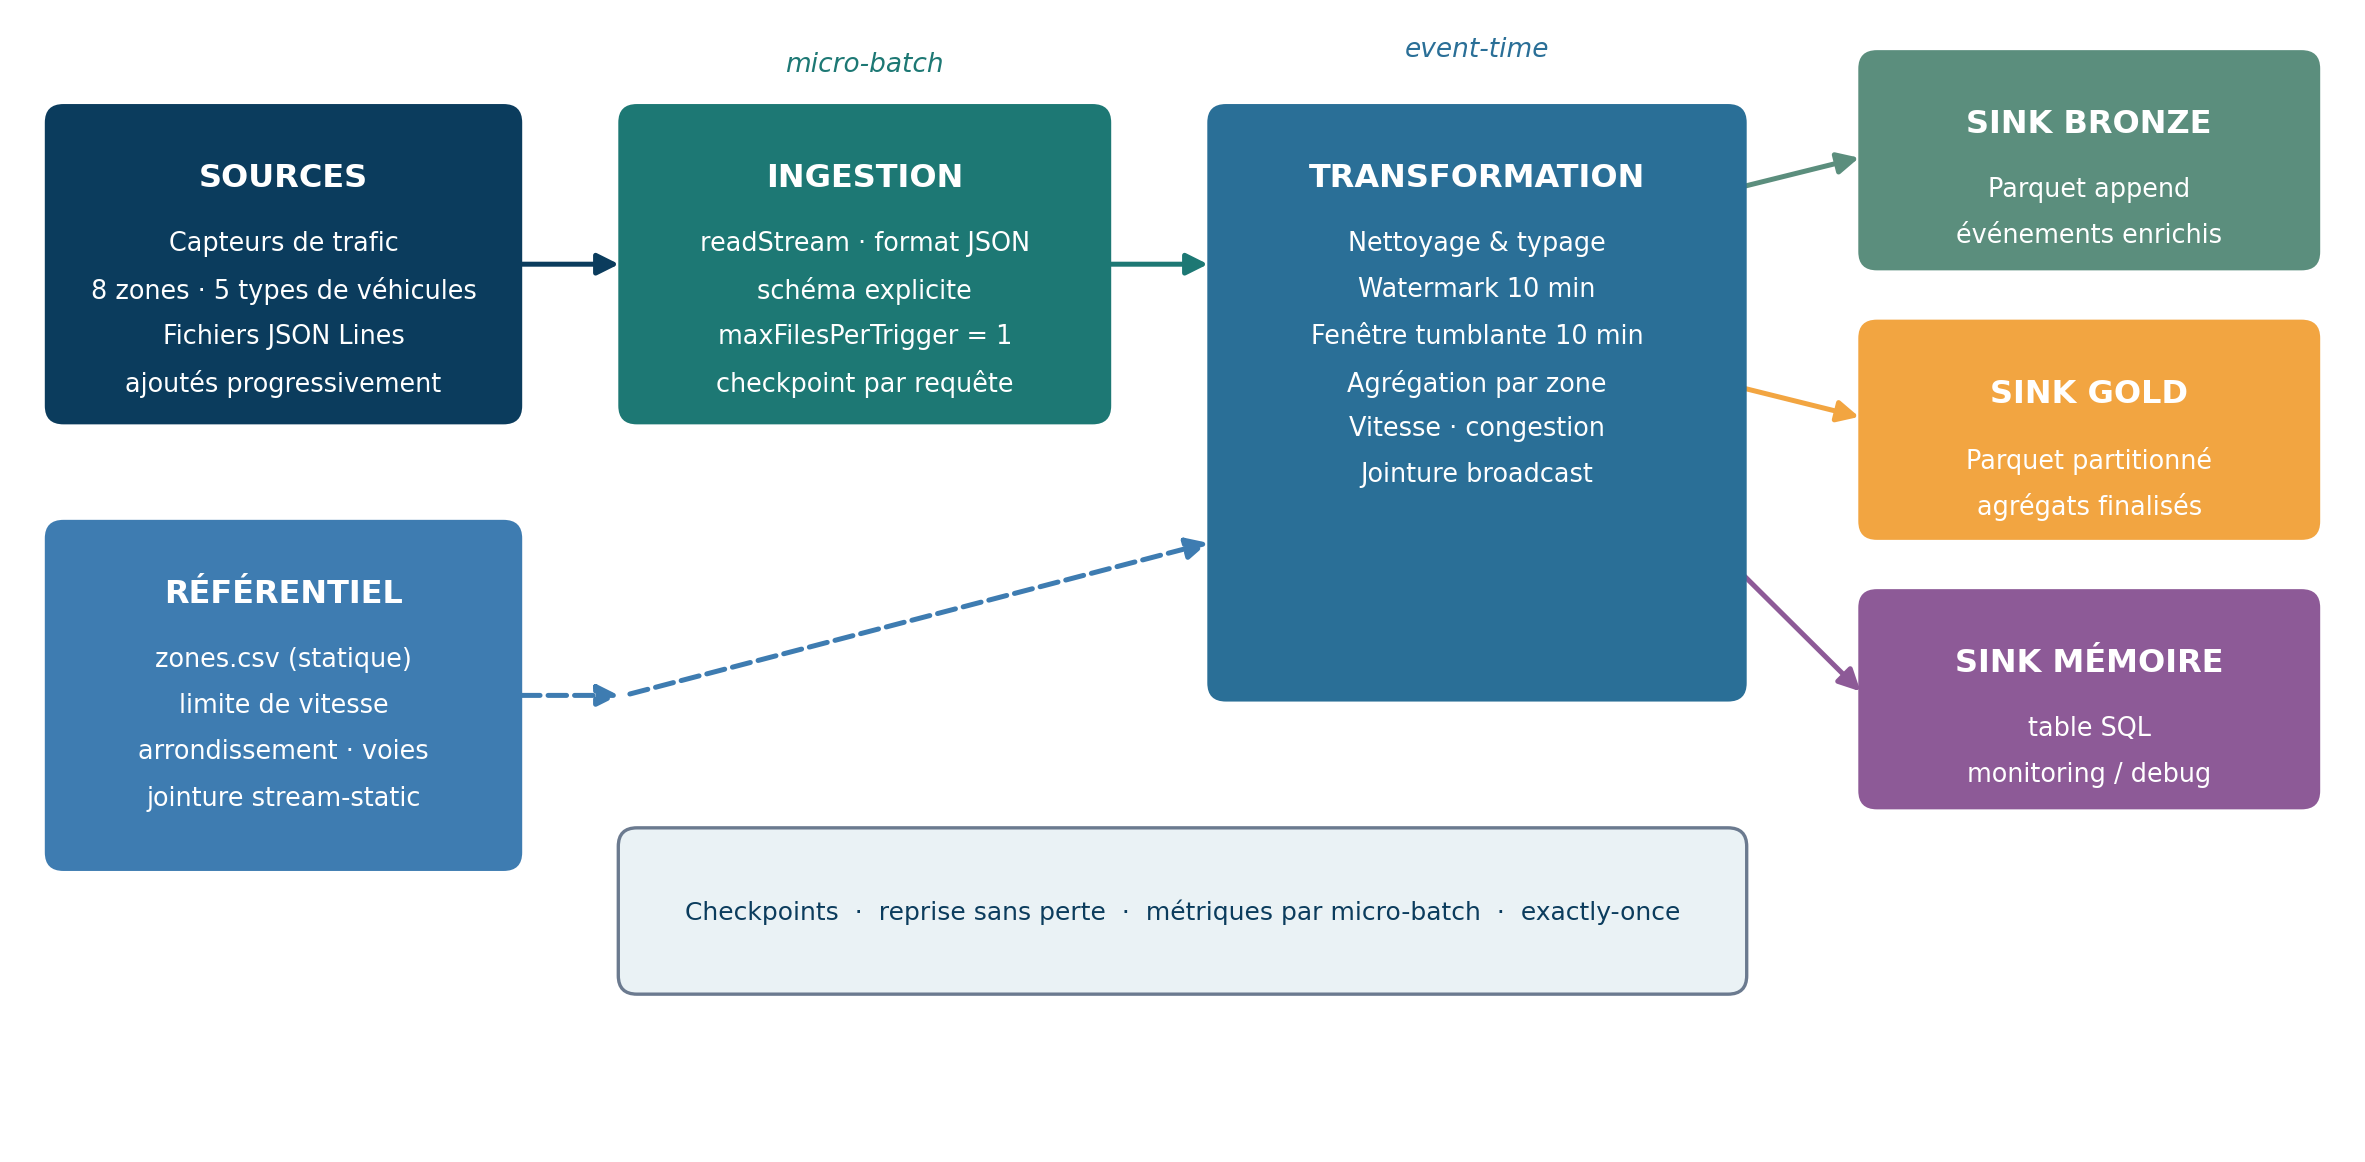 micro-batch
event-time
SOURCES
Capteurs de trafic
8 zones · 5 types de véhicules
Fichiers JSON Lines
ajoutés progressivement
INGESTION
readStream · format JSON
schéma explicite
maxFilesPerTrigger = 1
checkpoint par requête
TRANSFORMATION
Nettoyage & typage
Watermark 10 min
Fenêtre tumblante 10 min
Agrégation par zone
Vitesse · congestion
Jointure broadcast
SINK BRONZE
Parquet append
événements enrichis
SINK GOLD
Parquet partitionné
agrégats finalisés
SINK MÉMOIRE
table SQL
monitoring / debug
RÉFÉRENTIEL
zones.csv (statique)
limite de vitesse
arrondissement · voies
jointure stream-static
Checkpoints · reprise sans perte · métriques par micro-batch · exactly-once